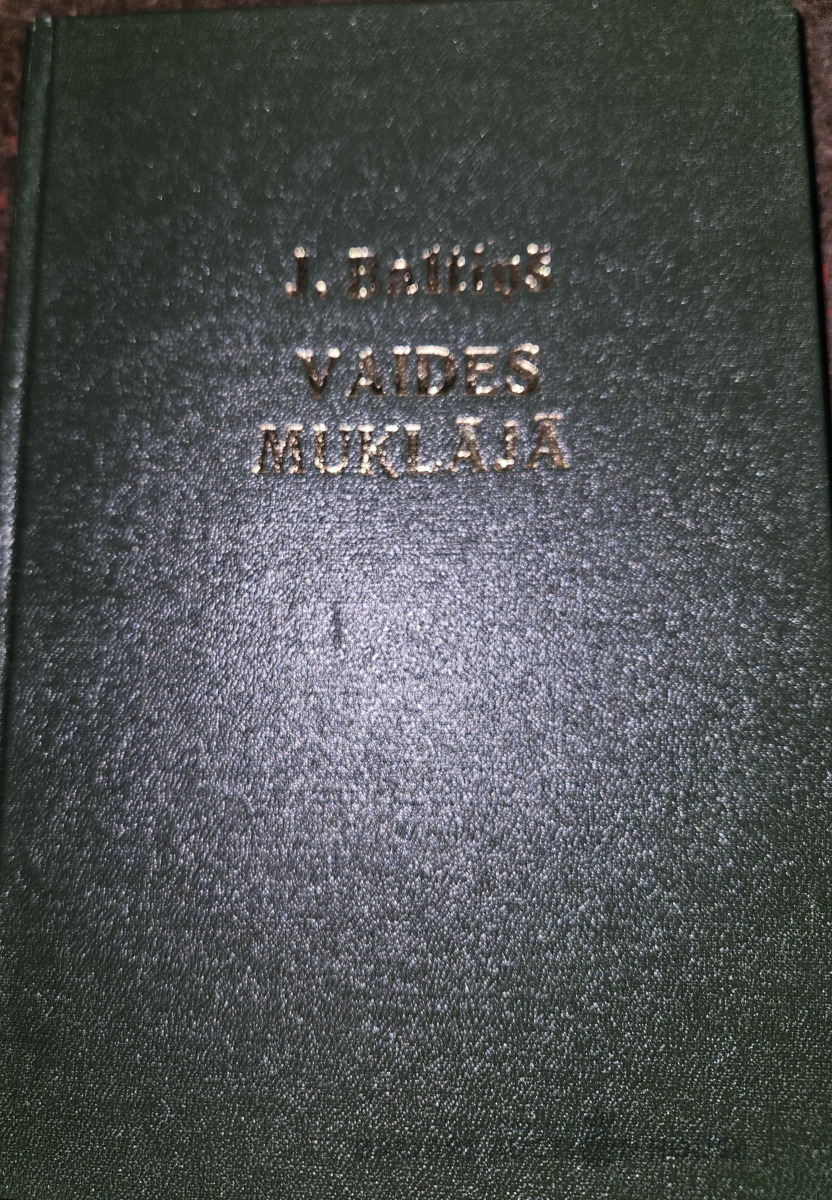 J. Baltiņš
VAIDES
MUKLĀJĀ